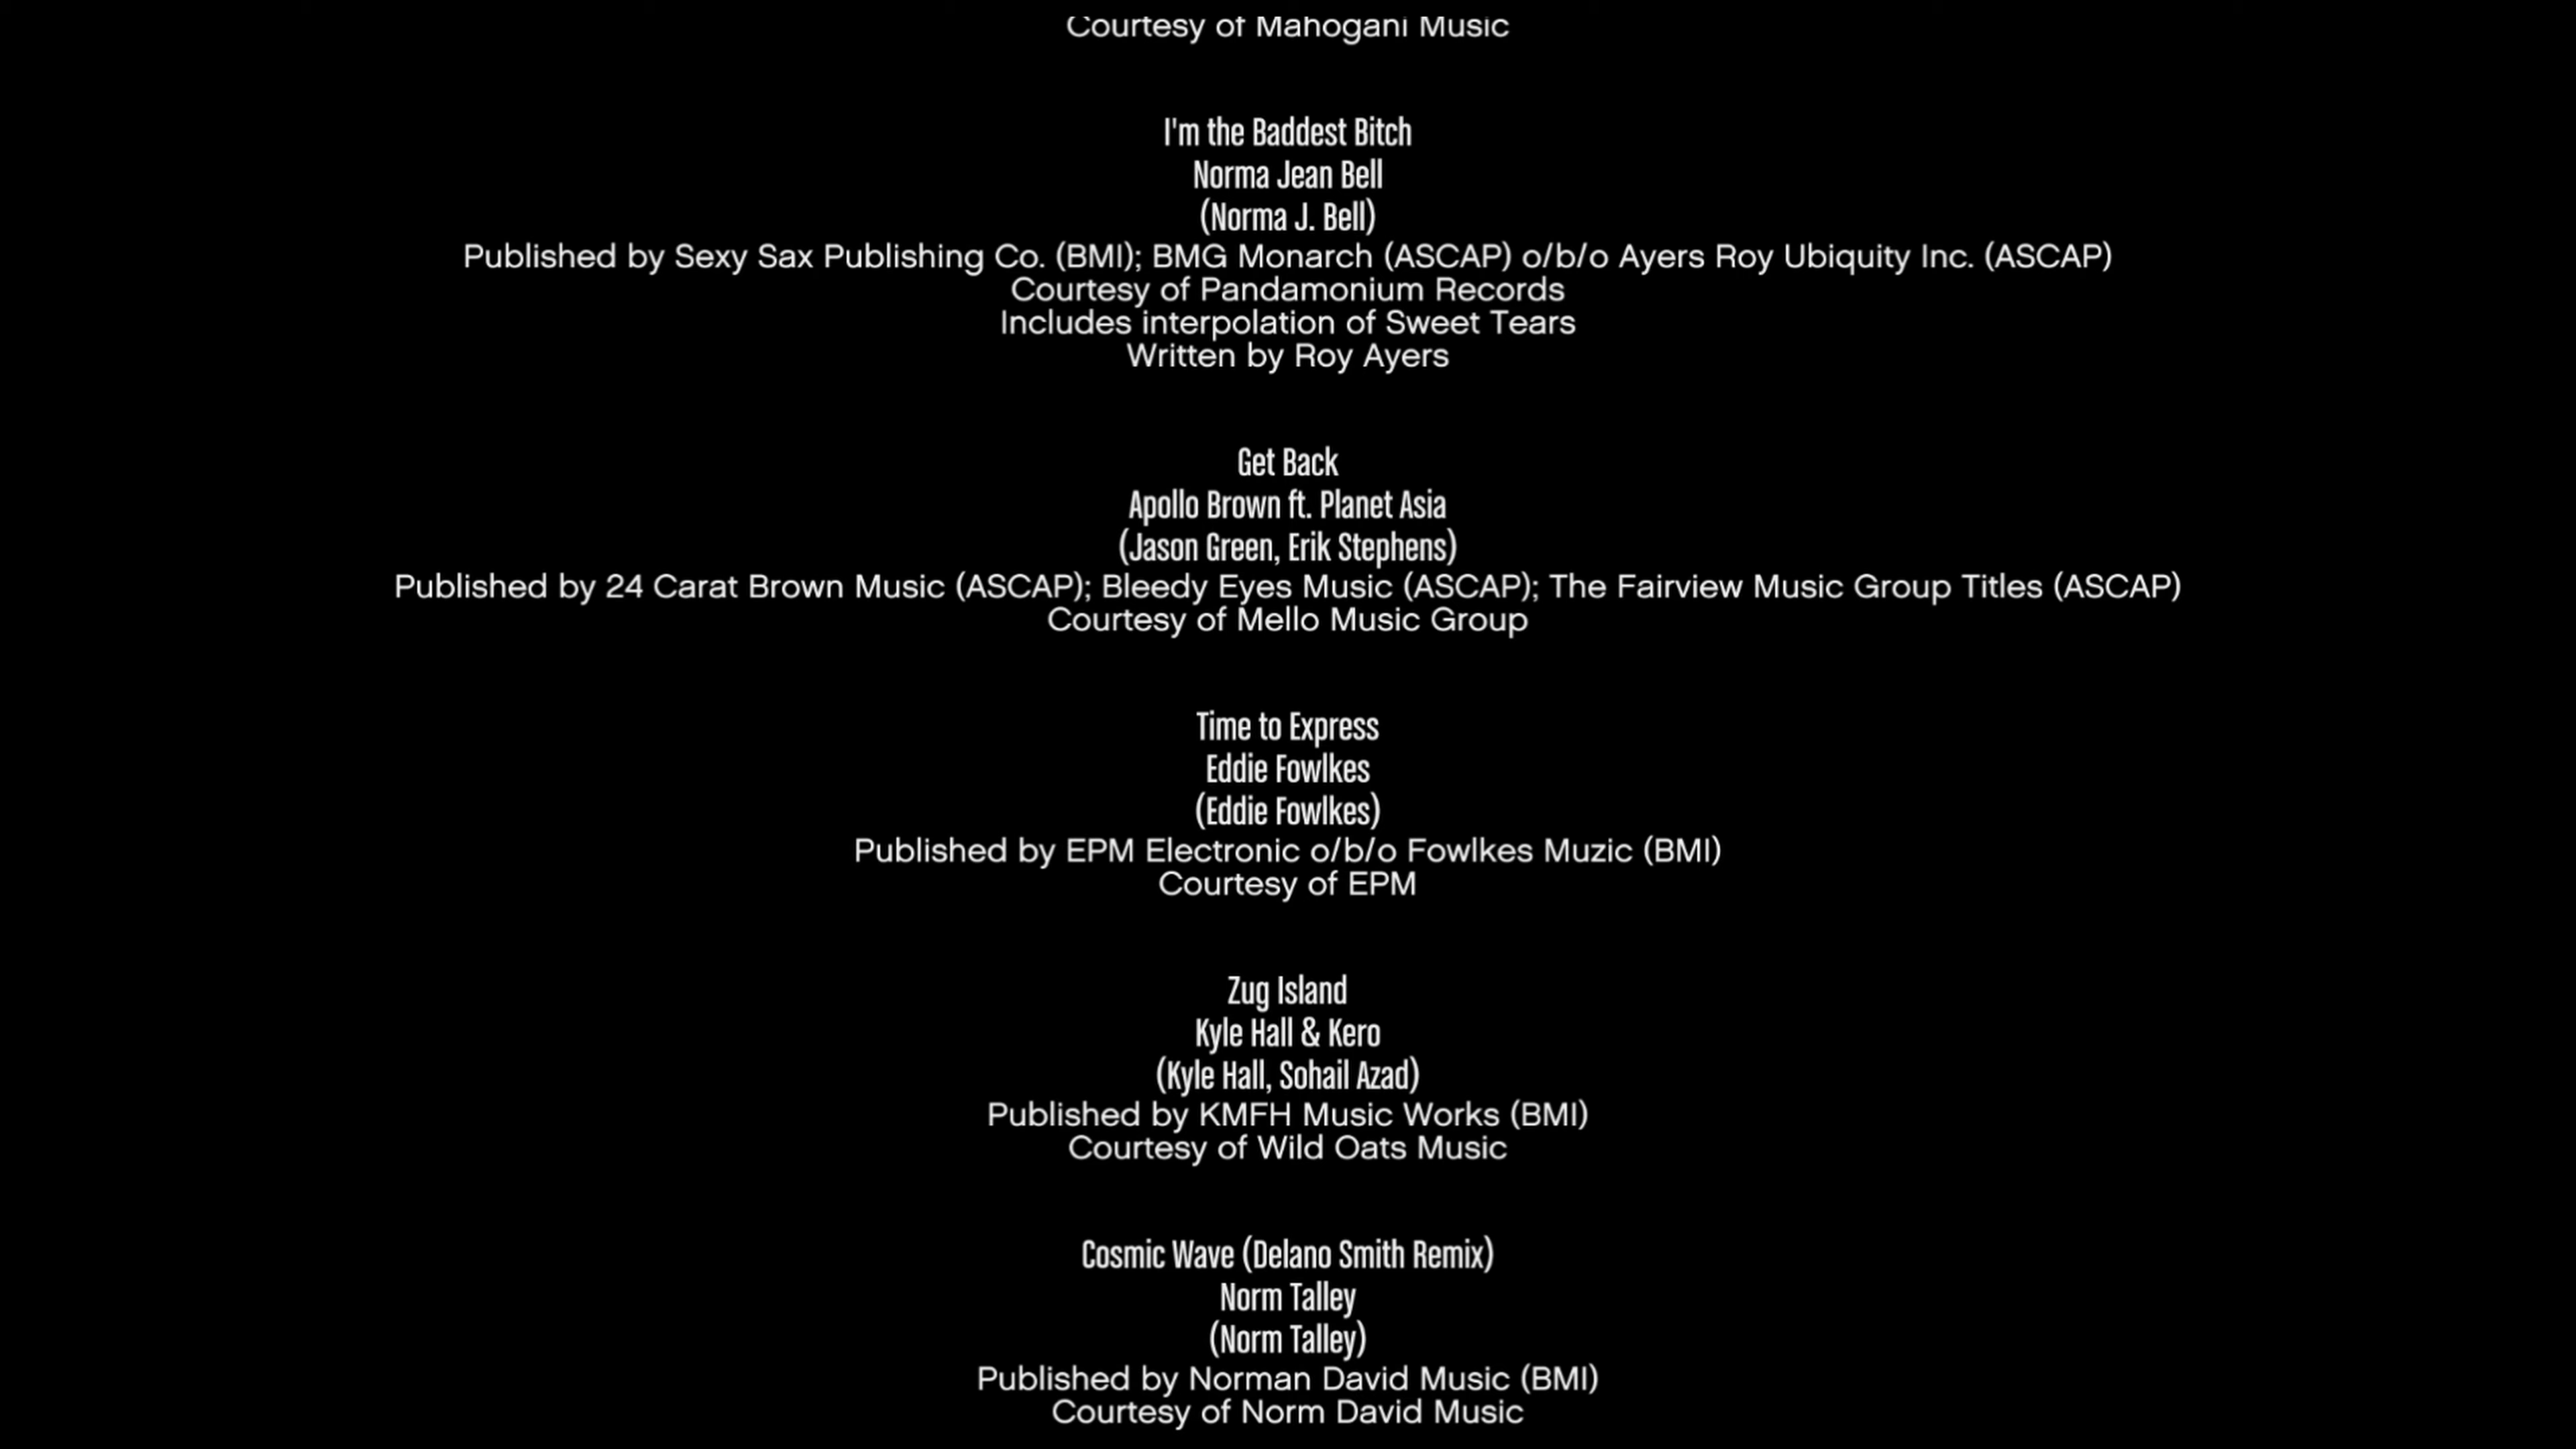 Courtesy of Mahogani Music
I'm the Baddest Bitch
Norma Jean Bell
(Norma J. Bell)
Published by Sexy Sax Publishing Co. (BMI); BMG Monarch (ASCAP) o/b/o Ayers Roy Ubiquity Inc. (ASCAP)
Courtesy of Pandamonium Records
Includes interpolation of Sweet Tears
Written by Roy Ayers
Get Back
Apollo Brown ft. Planet Asia
(Jason Green, Erik Stephens)
Published by 24 Carat Brown Music (ASCAP); Bleedy Eyes Music (ASCAP); The Fairview Music Group Titles (ASCAP)
Courtesy of Mello Music Group
Time to Express
Eddie Fowlkes
(Eddie Fowlkes)
Published by EPM Electronic o/b/o Fowlkes Muzic (BMI)
Courtesy of EPM
Zug Island
Kyle Hall & Kero
(Kyle Hall, Sohail Azad)
Published by KMFH Music Works (BMI)
Courtesy of Wild Oats Music
Cosmic Wave (Delano Smith Remix)
Norm Talley
(Norm Talley)
Published by Norman David Music (BMI)
Courtesy of Norm David Music